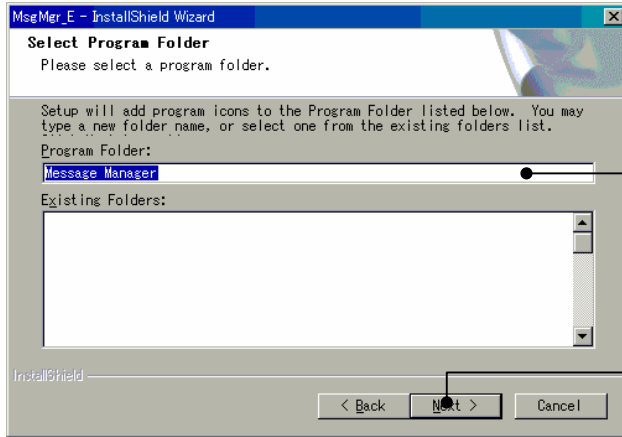 MsgMgr_E - InstallShield Wizard
Select Program Folder
Please select a program folder.
Setup will add program icons to the Program Folder listed below. You may
type a new folder name, or select one from the existing folders list.
Program Folder:
Message Manager
Existing Folders:
InstallShield
< Back Next > Cancel